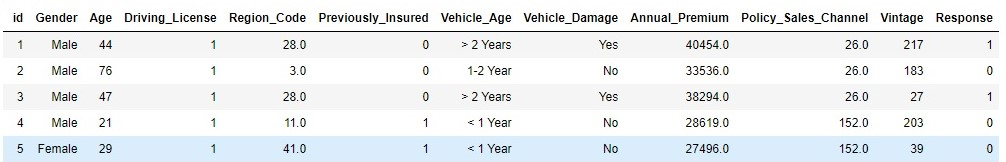 id Gender Age Driving_License Region_Code Previously_Insured Vehicle_Age Vehicle_Damage Annual_Premium Policy_Sales_Channel Vintage Response
1 Male 44 1 28.0 0 > 2 Years Yes 40454.0 26.0 217 1
2 Male 76 1 3.0 0 1-2 Year No 33536.0 26.0 183 0
3 Male 47 1 28.0 0 > 2 Years Yes 38294.0 26.0 27 1
4 Male 21 1 11.0 1 < 1 Year No 28619.0 152.0 203 0
5 Female 29 1 41.0 1 < 1 Year No 27496.0 152.0 39 0